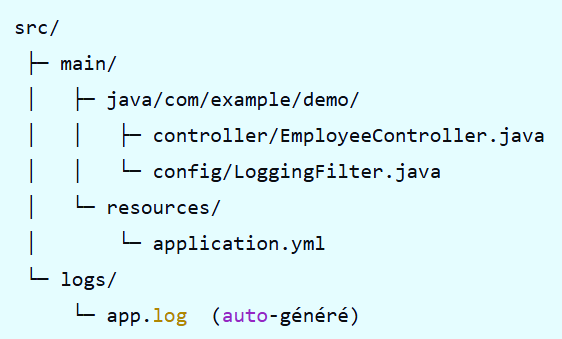 src/
├─ main/
│   ├─ java/com/example/demo/
│   │   ├─ controller/EmployeeController.java
│   │   └─ config/LoggingFilter.java
│   └─ resources/
│       └─ application.yml
└─ logs/
    └─ app.log  (auto-généré)